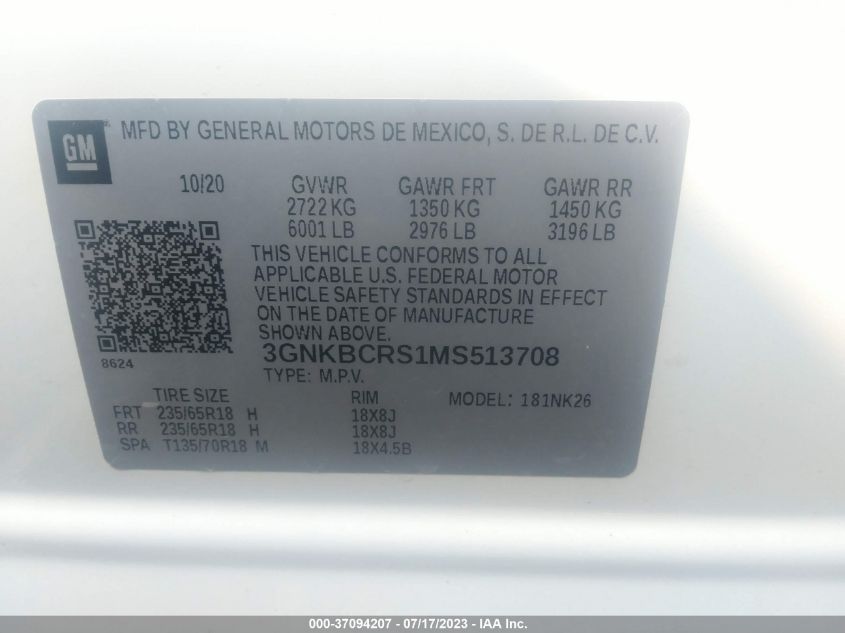 GM
MFD BY GENERAL MOTORS DE MEXICO, S. DE R.L. DE C.V.
10/20 GVWR GAWR FRT GAWR RR
2722 KG 1350 KG 1450 KG
6001 LB 2976 LB 3196 LB
THIS VEHICLE CONFORMS TO ALL
APPLICABLE U.S. FEDERAL MOTOR
VEHICLE SAFETY STANDARDS IN EFFECT
ON THE DATE OF MANUFACTURE
SHOWN ABOVE.
8624
3GNKBCRS1MS513708
TYPE: M.P.V.
TIRE SIZE RIM MODEL: 181NK26
FRT 235/65R18 H 18X8J
RR 235/65R18 H 18X8J
SPA T135/70R18 M 18X4.5B
000-37094207 - 07/17/2023 - IAA Inc.